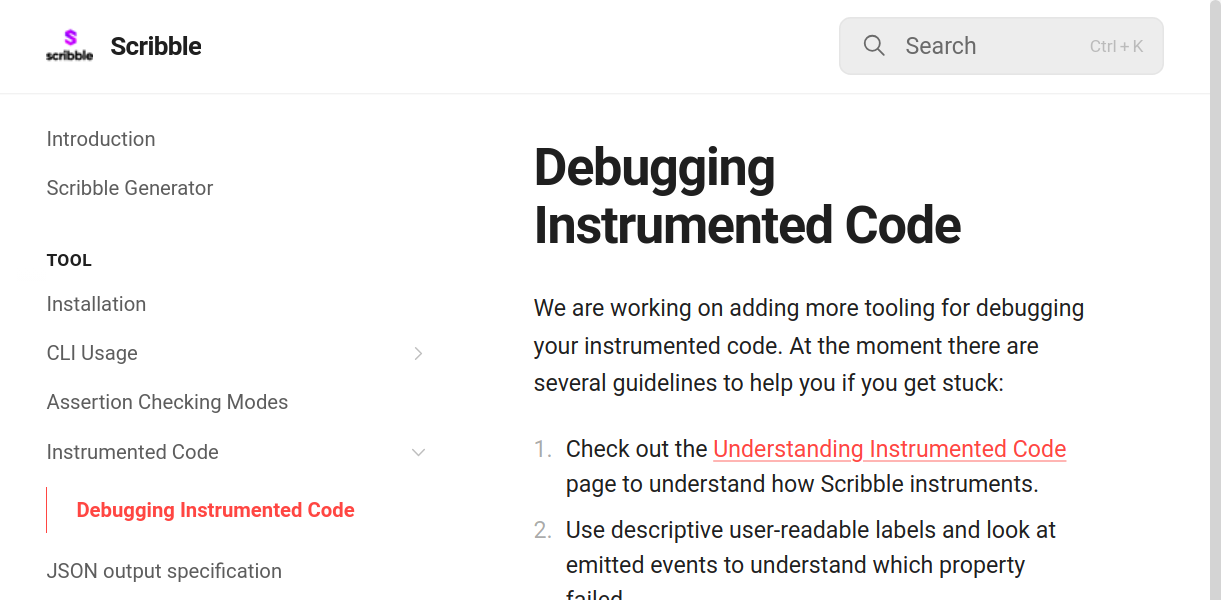 scribble
Scribble
Search
Ctrl + K
Introduction
Scribble Generator
TOOL
Installation
CLI Usage
Assertion Checking Modes
Instrumented Code
Debugging Instrumented Code
JSON output specification
Debugging
Instrumented Code
We are working on adding more tooling for debugging
your instrumented code. At the moment there are
several guidelines to help you if you get stuck:
1. Check out the Understanding Instrumented Code
page to understand how Scribble instruments.
2. Use descriptive user-readable labels and look at
emitted events to understand which property
failed.